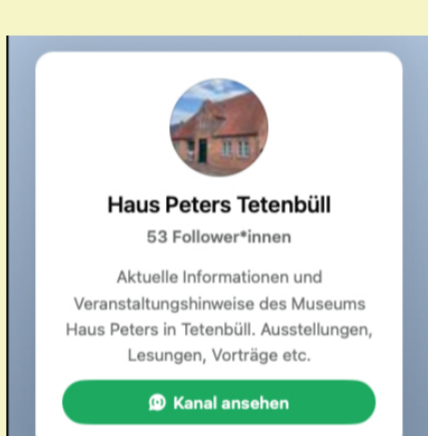 Haus Peters Tetenbüll
53 Follower*innen
Aktuelle Informationen und
Veranstaltungshinweise des Museums
Haus Peters in Tetenbüll. Ausstellungen,
Lesungen, Vorträge etc.
Kanal ansehen